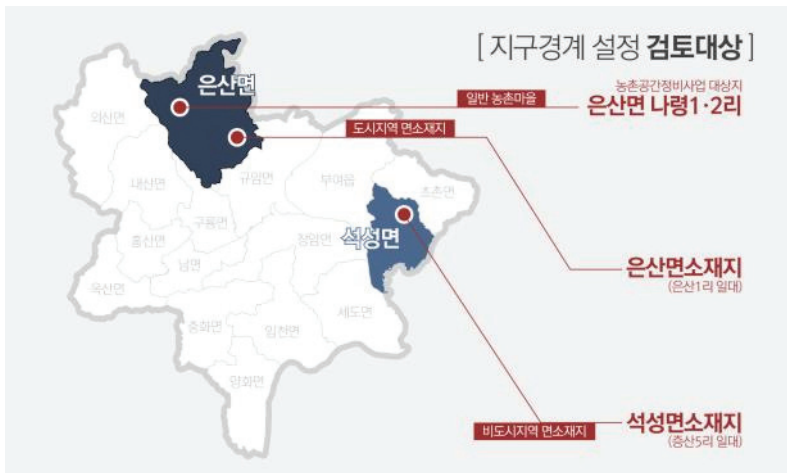 [ 지구경계 설정 검토대상 ]
은산면
농촌공간정비사업 대상지
일반 농촌마을
은산면 나령1·2리
외산면
도시지역 면소재지
내산면
규암면
부여읍
초촌면
구룡면
홍산면
장암면
석성면
남면
은산면소재지
(은산1리 일대)
옥산면
세도면
충화면
임천면
양화면
석성면소재지
비도시지역 면소재지
(증산5리 일대)